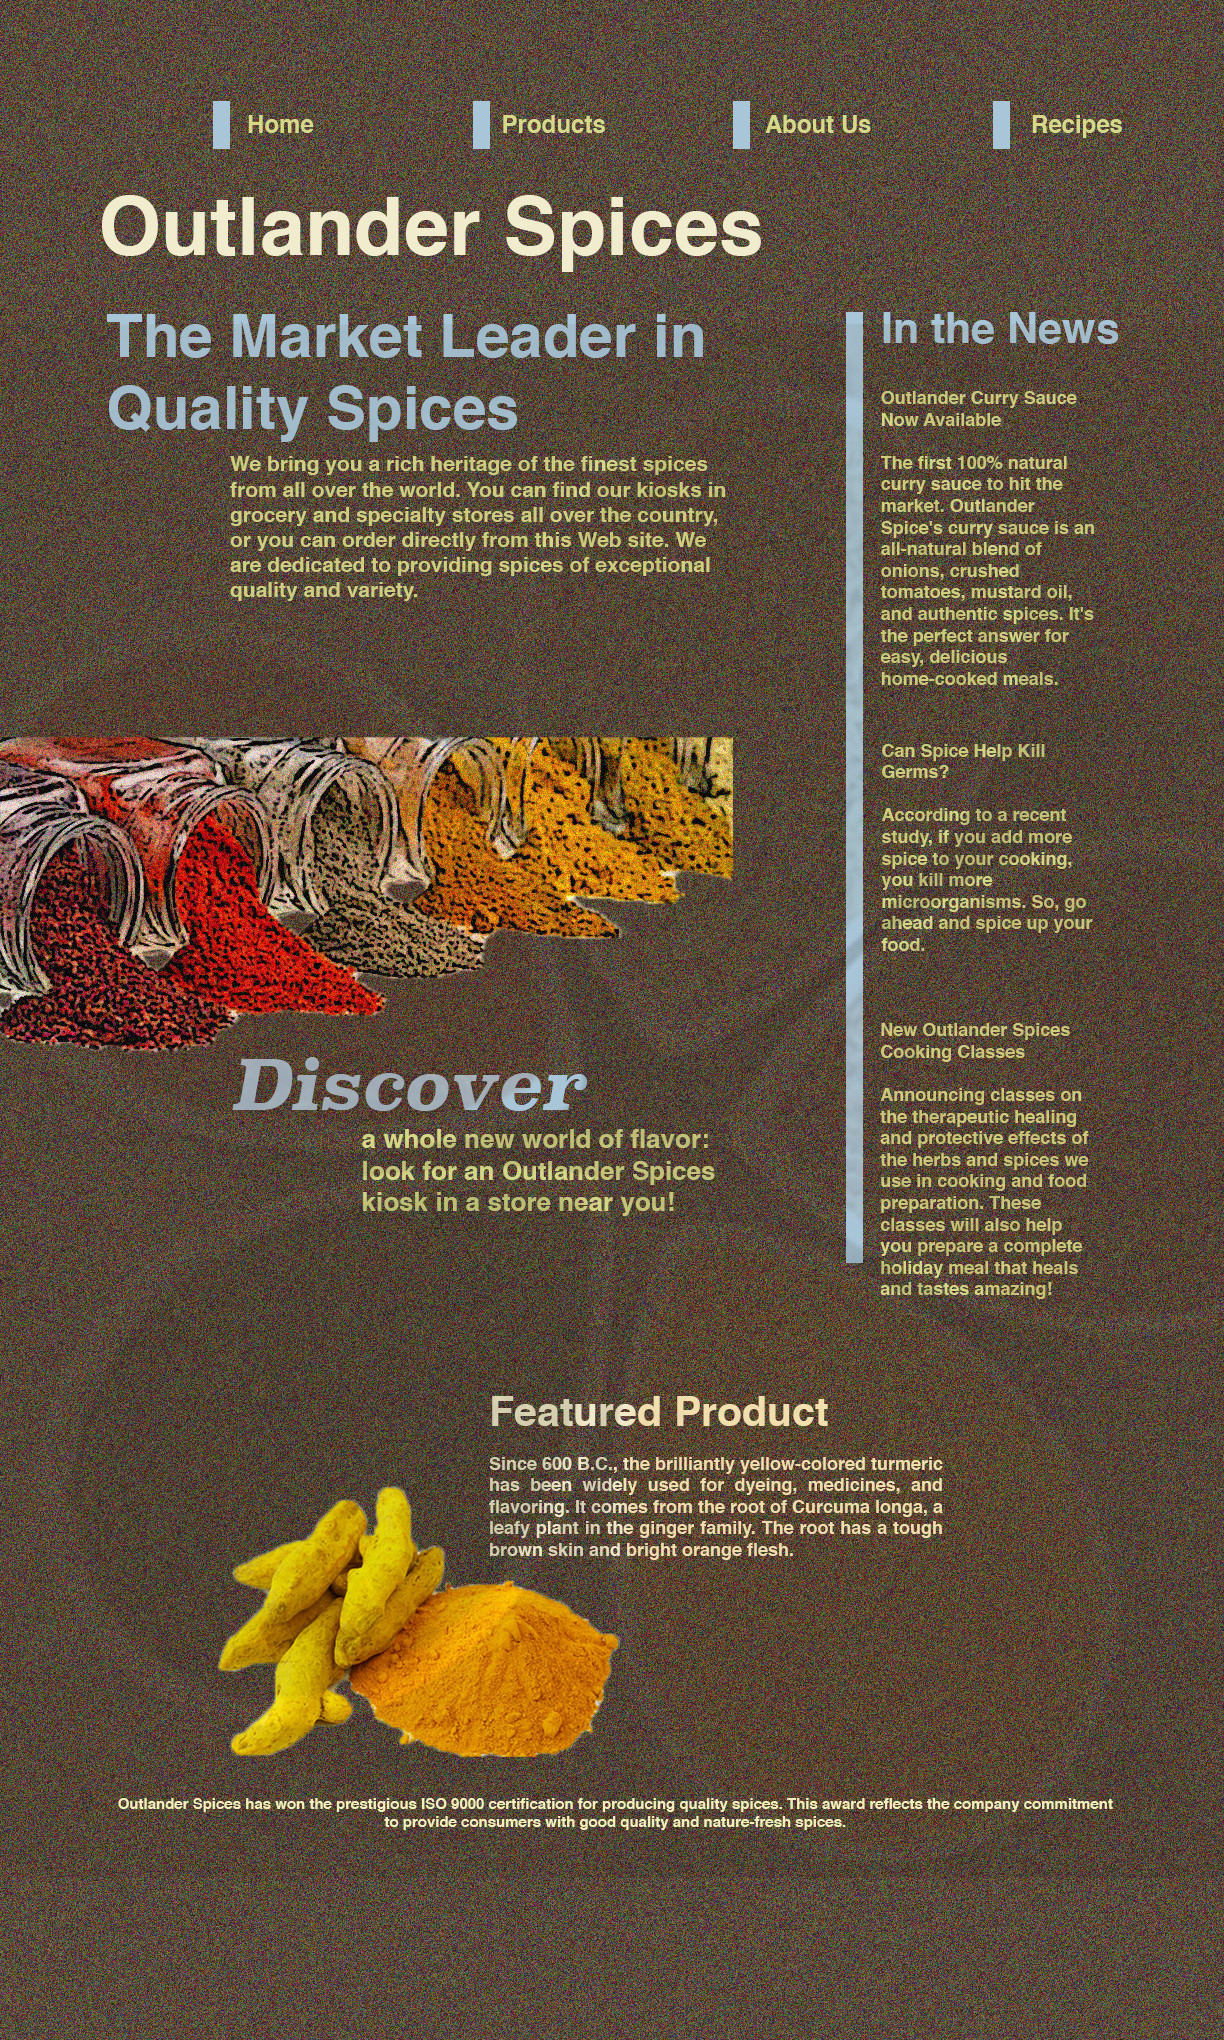 Home
Products
About Us
Recipes
Outlander Spices
The Market Leader in
Quality Spices
We bring you a rich heritage of the finest spices
from all over the world. You can find our kiosks in
grocery and specialty stores all over the country,
or you can order directly from this Web site. We
are dedicated to providing spices of exceptional
quality and variety.
Discover
a whole new world of flavor:
look for an Outlander Spices
kiosk in a store near you!
In the News
Outlander Curry Sauce
Now Available
The first 100% natural
curry sauce to hit the
market. Outlander
Spice's curry sauce is an
all-natural blend of
onions, crushed
tomatoes, mustard oil,
and authentic spices. It's
the perfect answer for
easy, delicious
home-cooked meals.
Can Spice Help Kill
Germs?
According to a recent
study, if you add more
spice to your cooking,
you kill more
microorganisms. So, go
ahead and spice up your
food.
New Outlander Spices
Cooking Classes
Announcing classes on
the therapeutic healing
and protective effects of
the herbs and spices we
use in cooking and food
preparation. These
classes will also help
you prepare a complete
holiday meal that heals
and tastes amazing!
Featured Product
Since 600 B.C., the brilliantly yellow-colored turmeric
has been widely used for dyeing, medicines, and
flavoring. It comes from the root of Curcuma longa, a
leafy plant in the ginger family. The root has a tough
brown skin and bright orange flesh.
Outlander Spices has won the prestigious ISO 9000 certification for producing quality spices. This award reflects the company commitment
to provide consumers with good quality and nature-fresh spices.